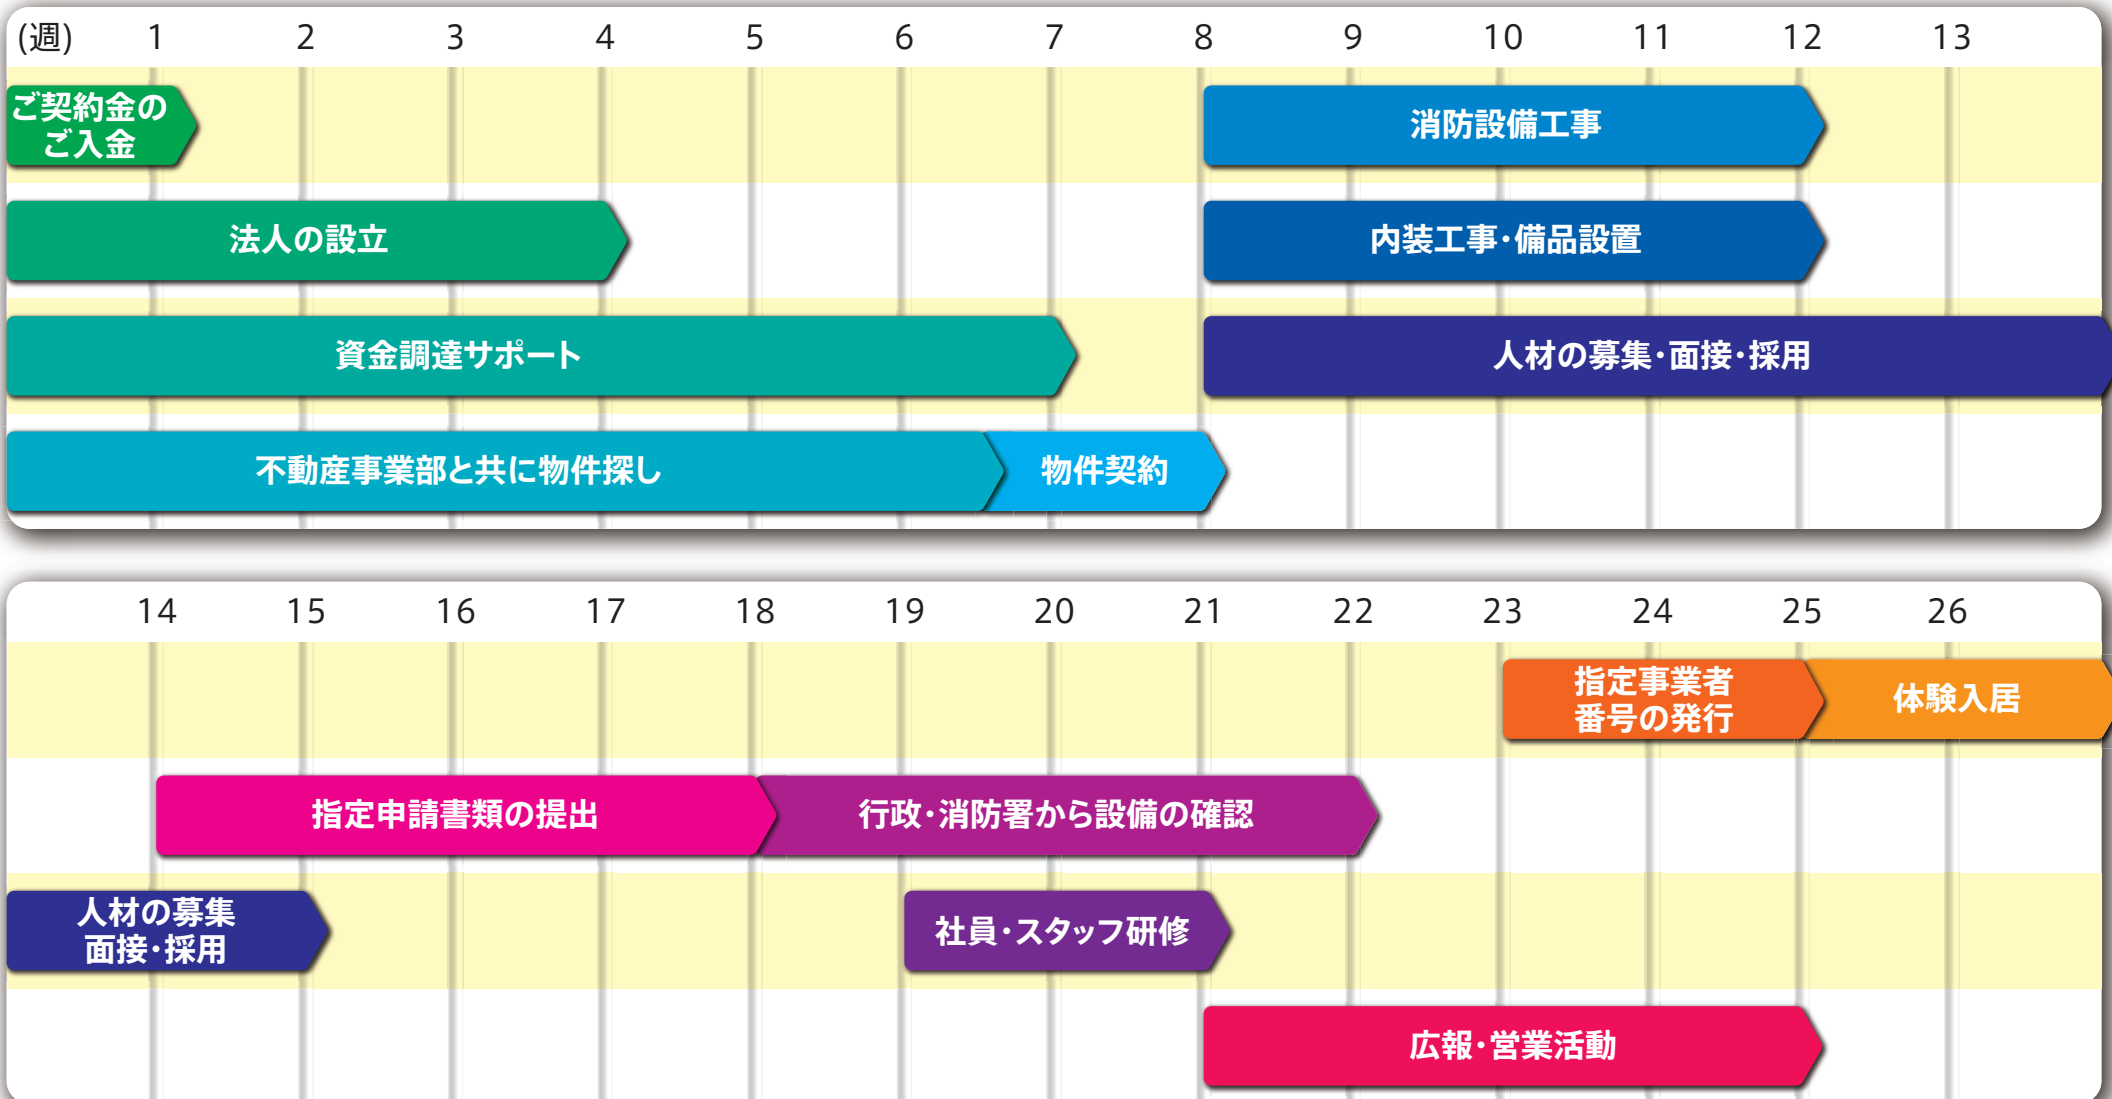 (週) 1 2 3 4 5 6 7 8 9 10 11 12 13
ご契約金の
ご入金
消防設備工事
法人の設立
内装工事・備品設置
資金調達サポート
人材の募集・面接・採用
不動産事業部と共に物件探し
物件契約
14 15 16 17 18 19 20 21 22 23 24 25 26
指定事業者
番号の発行
体験入居
指定申請書類の提出
行政・消防署から設備の確認
人材の募集
面接・採用
社員・スタッフ研修
広報・営業活動